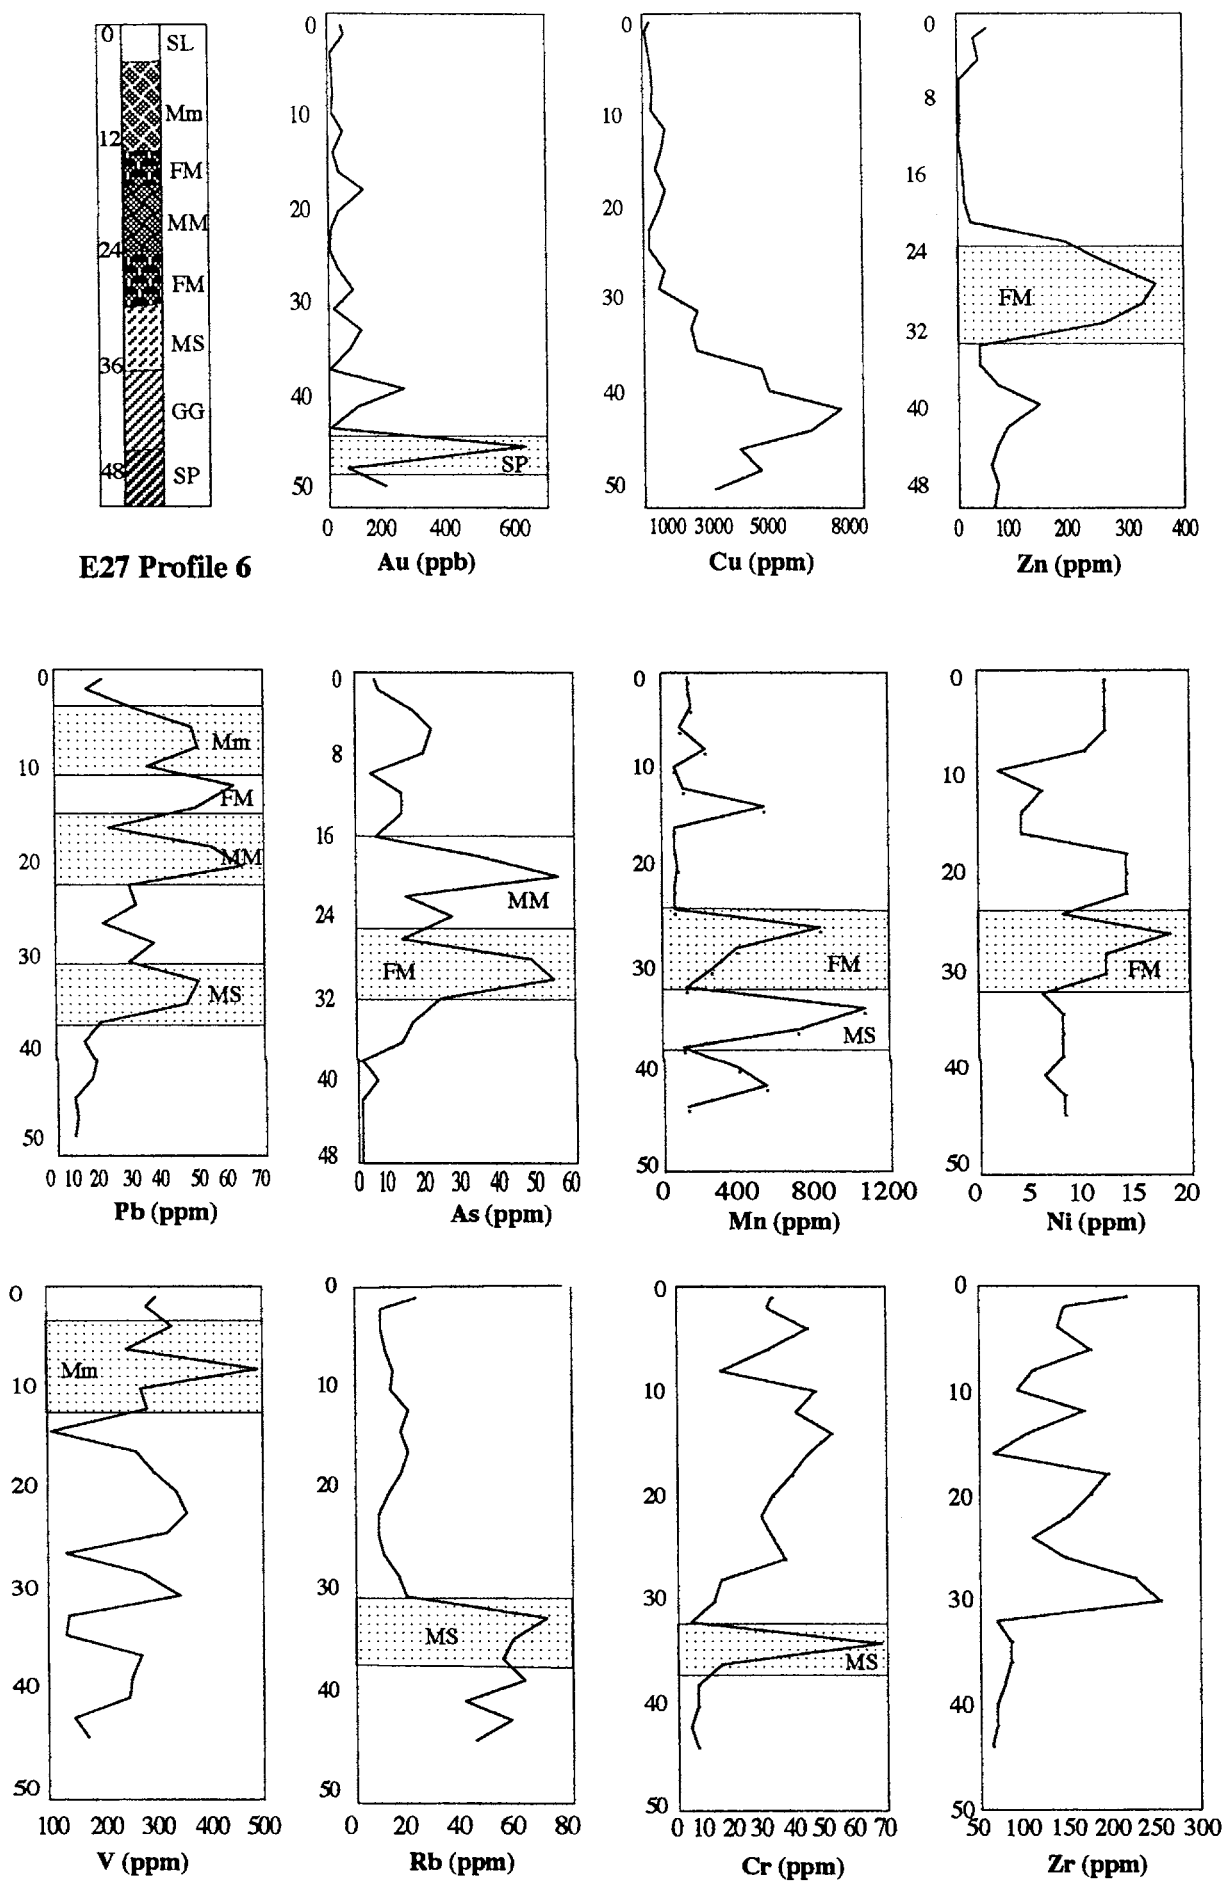 0 SL
Mm
12
FM
MM
24
FM
MS
36
GG
48 SP
E27 Profile 6
0
10
20
30
40
SP
50
0 200 400 600
Au (ppb)
0
10
20
30
40
50
1000 3000 5000 8000
Cu (ppm)
0
8
16
24
FM
32
40
48
0 100 200 300 400
Zn (ppm)
0
Mm
10
FM
20 MM
30
MS
40
50
0 10 20 30 40 50 60 70
Pb (ppm)
0
8
16
MM
24
FM
32
40
48
0 10 20 30 40 50 60
As (ppm)
0
10
20
FM
30
MS
40
50
0 400 800 1200
Mn (ppm)
0
10
20
30 FM
40
50
0 5 10 15 20
Ni (ppm)
0
Mm
10
20
30
40
50
100 200 300 400 500
V (ppm)
0
10
20
30
MS
40
50
0 20 40 60 80
Rb (ppm)
0
10
20
30
MS
40
50
0 10 20 30 40 50 60 70
Cr (ppm)
0
10
20
30
40
50
50 100 150 200 250 300
Zr (ppm)